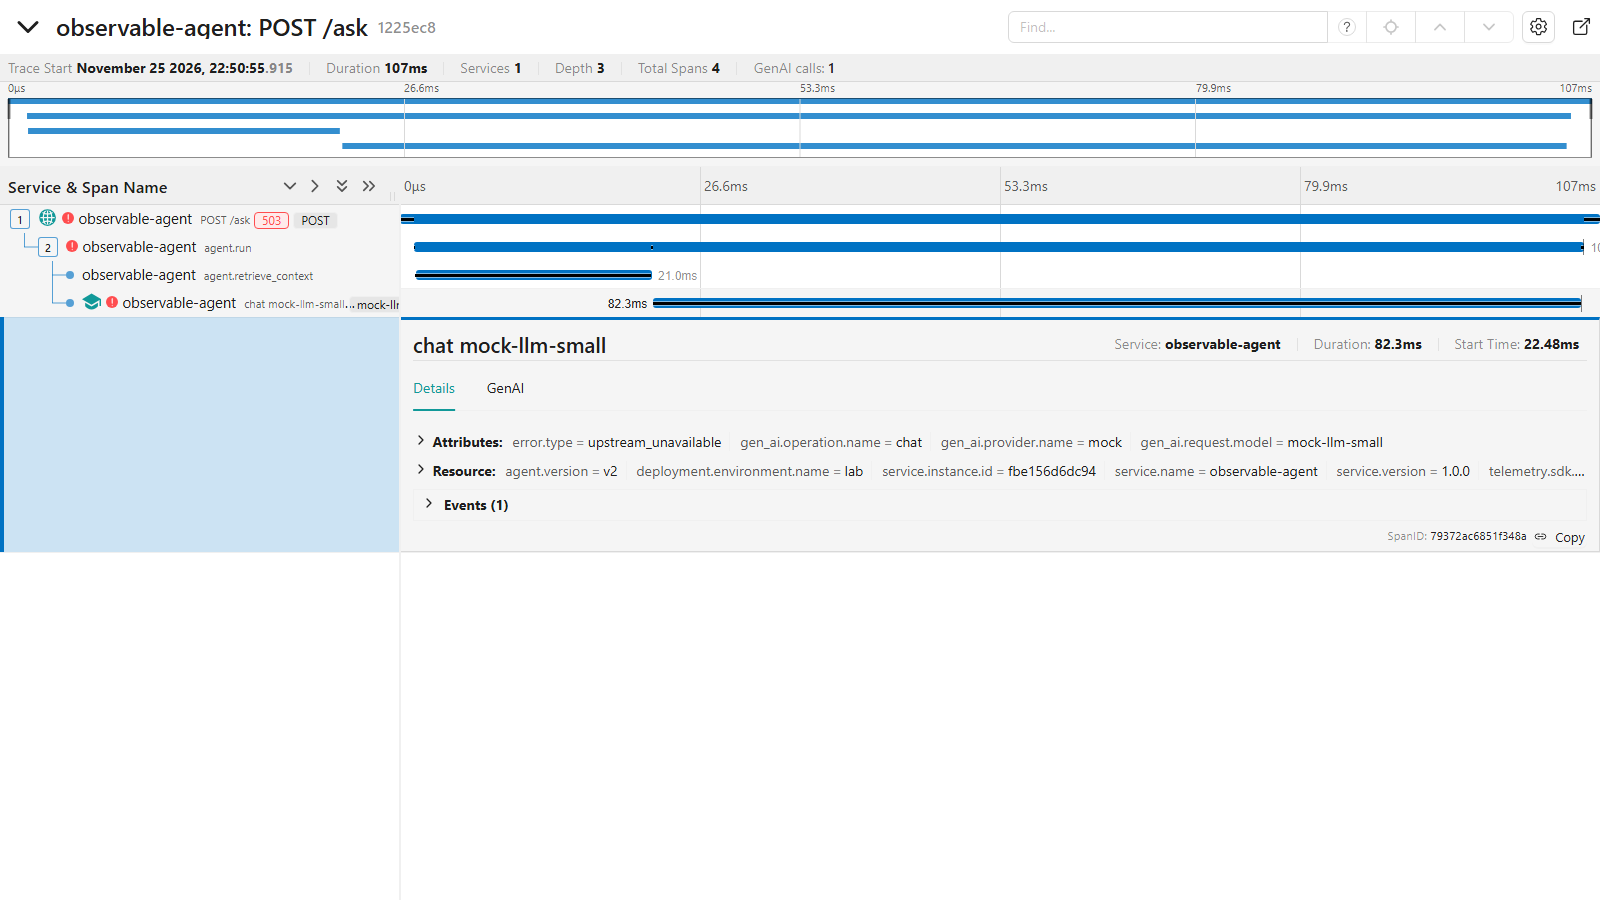 observable-agent: POST /ask 1225ec8 Find... ?
Trace Start November 25 2026, 22:50:55.915 Duration 107ms Services 1 Depth 3 Total Spans 4 GenAI calls: 1
0μs 26.6ms 53.3ms 79.9ms 107ms
Service & Span Name 0μs 26.6ms 53.3ms 79.9ms 107ms
1 observable-agent POST /ask 503 POST
2 observable-agent agent.run 10
observable-agent agent.retrieve_context 21.0ms
observable-agent chat mock-llm-small... mock-llm 82.3ms
chat mock-llm-small Service: observable-agent Duration: 82.3ms Start Time: 22.48ms
Details GenAI
Attributes: error.type = upstream_unavailable gen_ai.operation.name = chat gen_ai.provider.name = mock gen_ai.request.model = mock-llm-small
Resource: agent.version = v2 deployment.environment.name = lab service.instance.id = fbe156d6dc94 service.name = observable-agent service.version = 1.0.0 telemetry.sdk....
Events (1)
SpanID: 79372ac6851f348a Copy